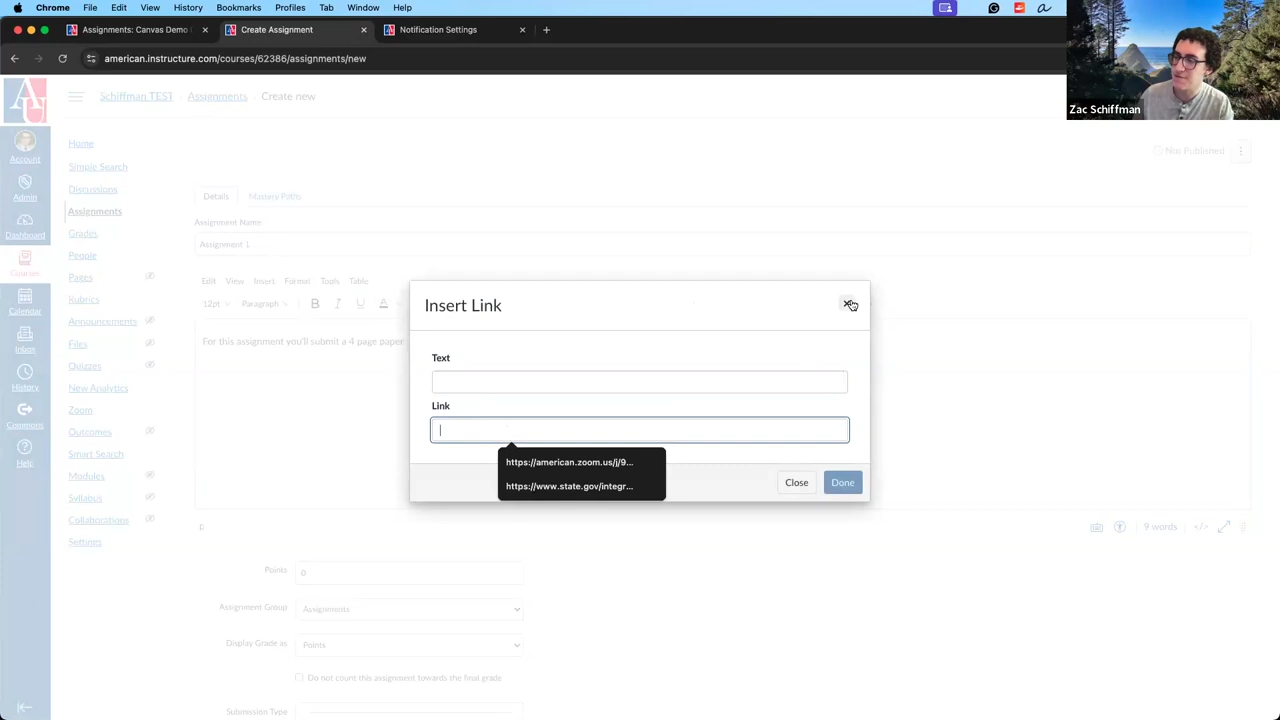 Chrome File Edit View
Assignments: Canvas Demo
Create Assignment
Notification Settings
american.instructure.com/courses/62386/assignments/new
Zac Schiffman
Schiffman TEST
Assignments
Create new
Not Published
Account
Admin
Dashboard
Courses
Calendar
Inbox
History
Commons
Help
Home
Simple Search
Discussions
Assignments
Grades
People
Pages
Rubrics
Announcements
Files
Quizzes
New Analytics
Zoom
Outcomes
Smart Search
Modules
Syllabus
Collaborations
Settings
Details
Mastery Paths
Assignment Name
Assignment 1
Edit View Insert Format Tools Table
12pt Paragraph B I U A
For this assignment you'll submit a 4 page paper
Insert Link
Text
Link
https://american.zoom.us/j/9...
https://www.state.gov/integr...
Close
Done
p
9 words
</>
Points
0
Assignment Group
Assignments
Display Grade as
Points
Do not count this assignment towards the final grade
Submission Type